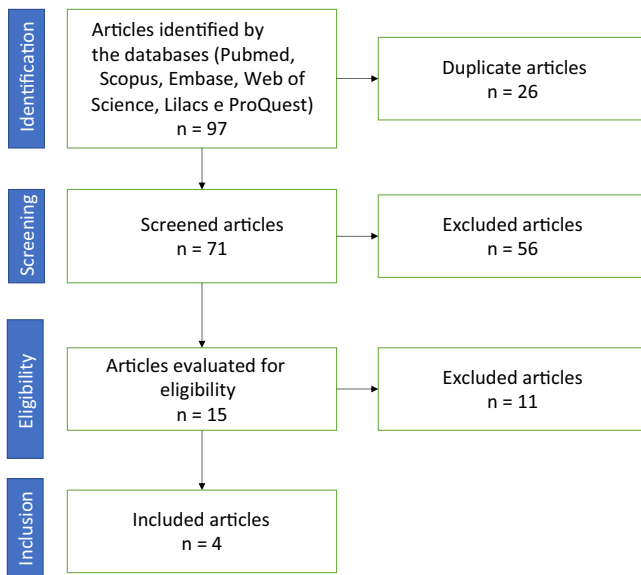 Identification
Articles identified by
the databases (Pubmed,
Scopus, Embase, Web of
Science, Lilacs e ProQuest)
n = 97
Duplicate articles
n = 26
Screening
Screened articles
n = 71
Excluded articles
n = 56
Eligibility
Articles evaluated for
eligibility
n = 15
Excluded articles
n = 11
Inclusion
Included articles
n = 4